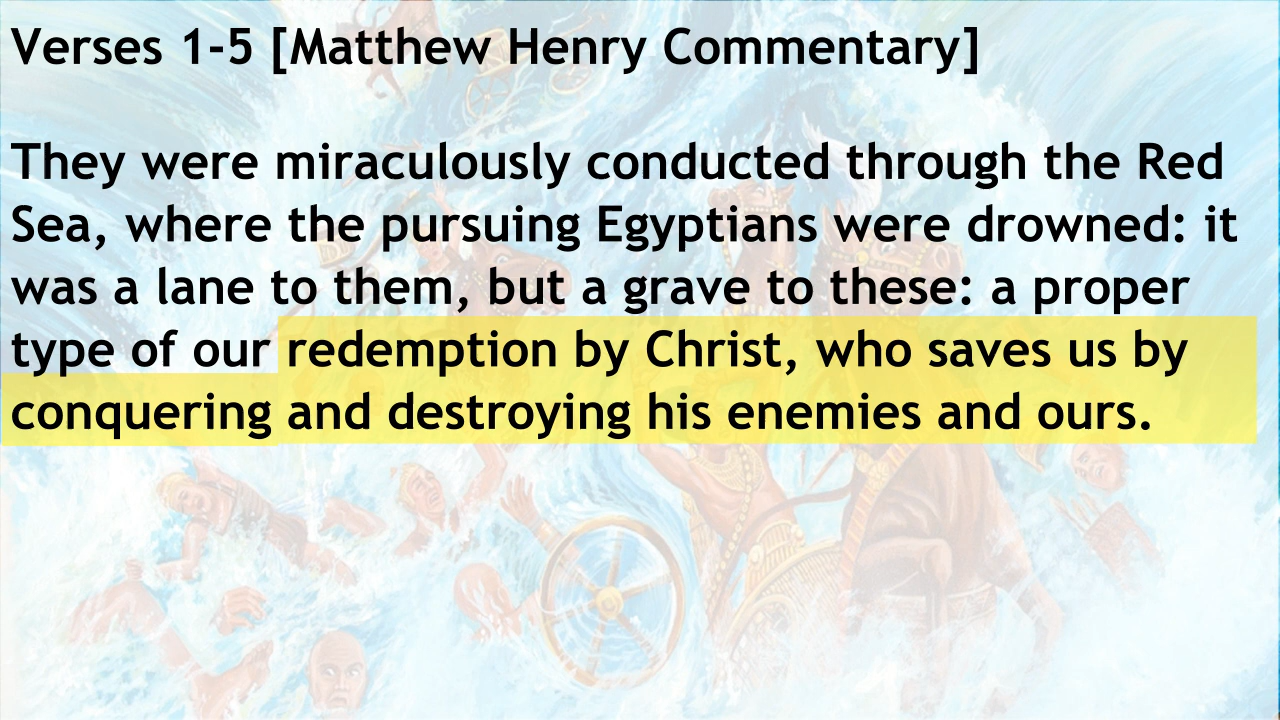 Verses 1-5 [Matthew Henry Commentary]
They were miraculously conducted through the Red
Sea, where the pursuing Egyptians were drowned: it
was a lane to them, but a grave to these: a proper
type of our redemption by Christ, who saves us by
conquering and destroying his enemies and ours.